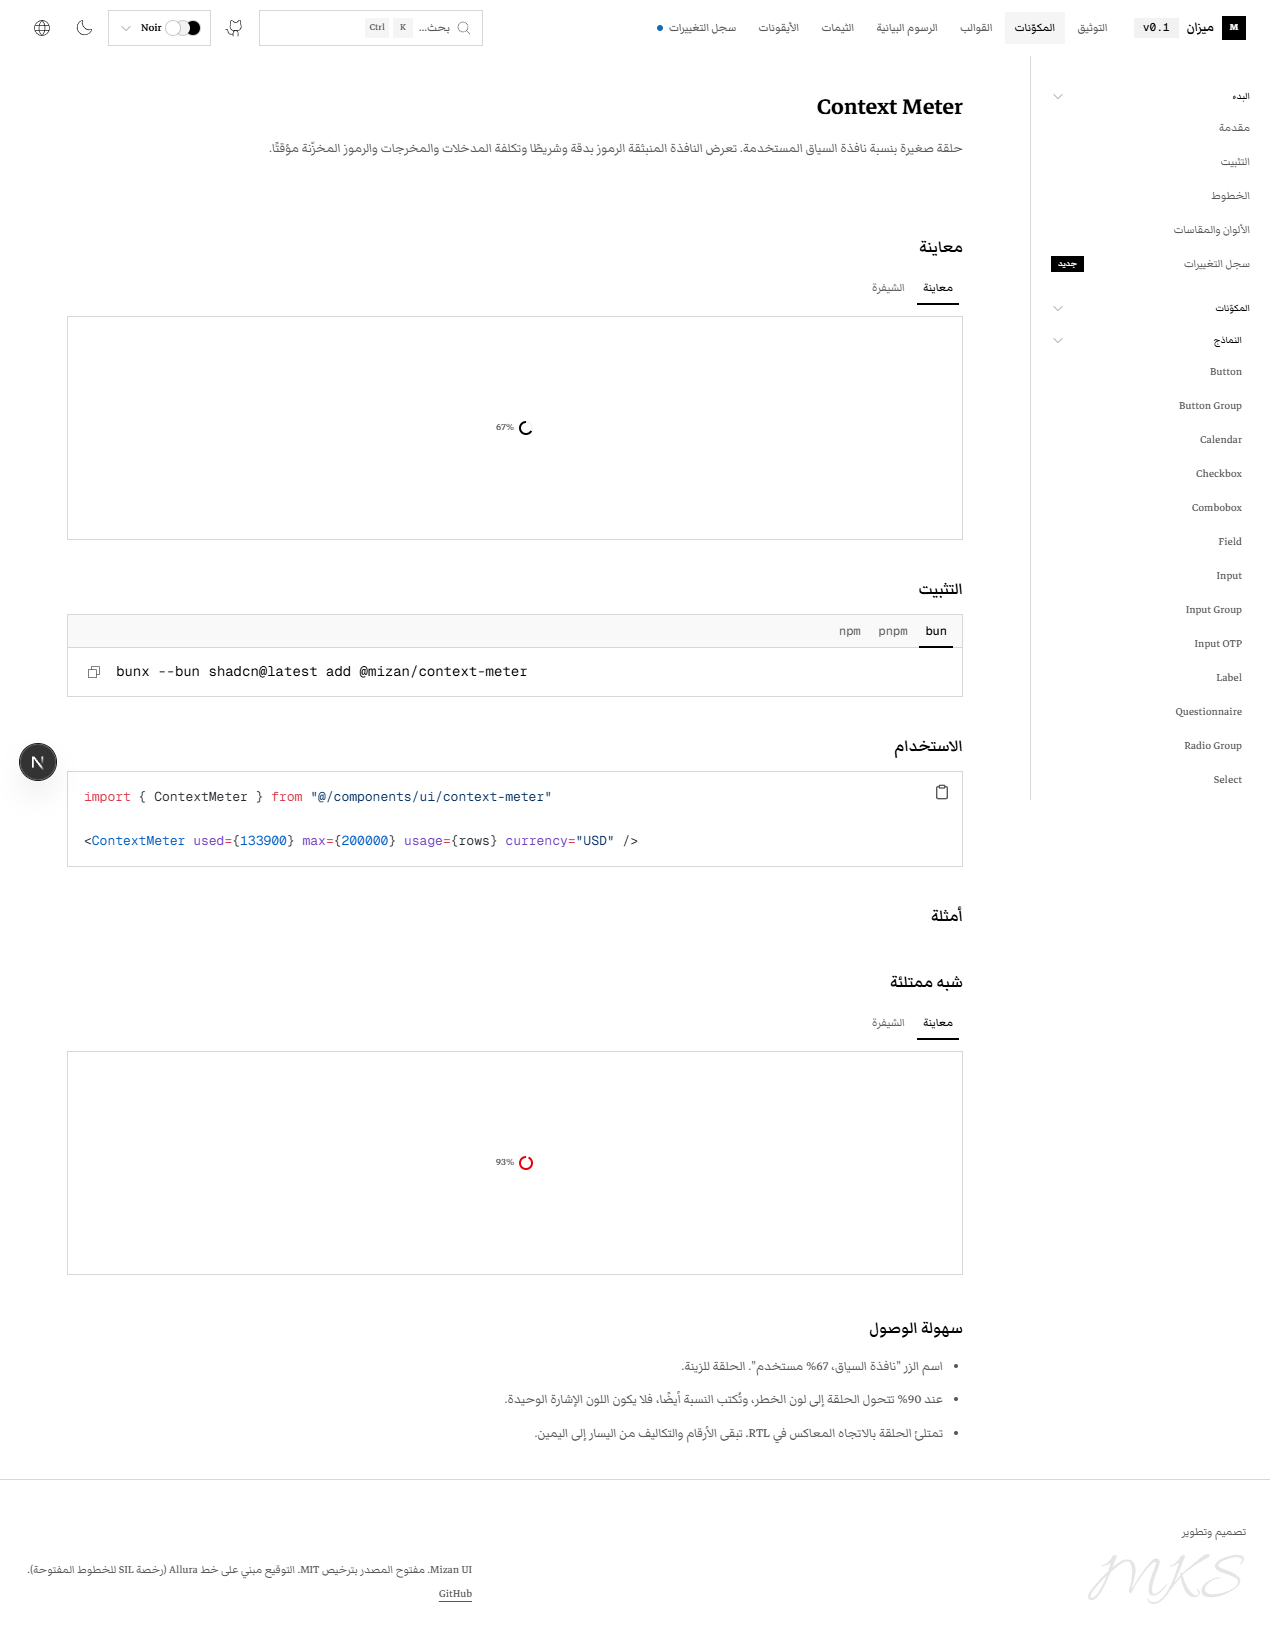 M ميزان v0.1 التوثيق المكوّنات القوالب الرسوم البيانية الثيمات الأيقونات سجل التغييرات بحث... K Ctrl Noir
البدء
مقدمة
التثبيت
الخطوط
الألوان والمقاسات
سجل التغييرات جديد
المكوّنات
النماذج
Button
Button Group
Calendar
Checkbox
Combobox
Field
Input
Input Group
Input OTP
Label
Questionnaire
Radio Group
Select
Context Meter
حلقة صغيرة بنسبة نافذة السياق المستخدمة. تعرض النافذة المنبثقة الرموز بدقة وشريطًا وتكلفة المدخلات والمخرجات والرموز المخزّنة مؤقتًا.
معاينة
معاينة الشيفرة
67%
التثبيت
bun pnpm npm
bunx --bun shadcn@latest add @mizan/context-meter
الاستخدام
import { ContextMeter } from "@/components/ui/context-meter"
<ContextMeter used={133900} max={200000} usage={rows} currency="USD" />
أمثلة
شبه ممتلئة
معاينة الشيفرة
93%
سهولة الوصول
• اسم الزر "نافذة السياق، 67% مستخدم". الحلقة للزينة.
• عند 90% تتحول الحلقة إلى لون الخطر، وتُكتب النسبة أيضًا، فلا يكون اللون الإشارة الوحيدة.
• تمتلئ الحلقة بالاتجاه المعاكس في RTL. تبقى الأرقام والتكاليف من اليسار إلى اليمين.
تصميم وتطوير
MKS
Mizan UI. مفتوح المصدر بترخيص MIT. التوقيع مبني على خط Allura (رخصة SIL للخطوط المفتوحة).
GitHub
N